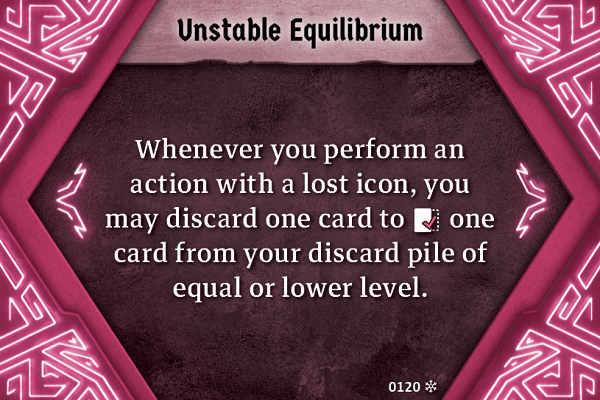 Unstable Equilibrium
Whenever you perform an
action with a lost icon, you
may discard one card to one
card from your discard pile of
equal or lower level.
0120